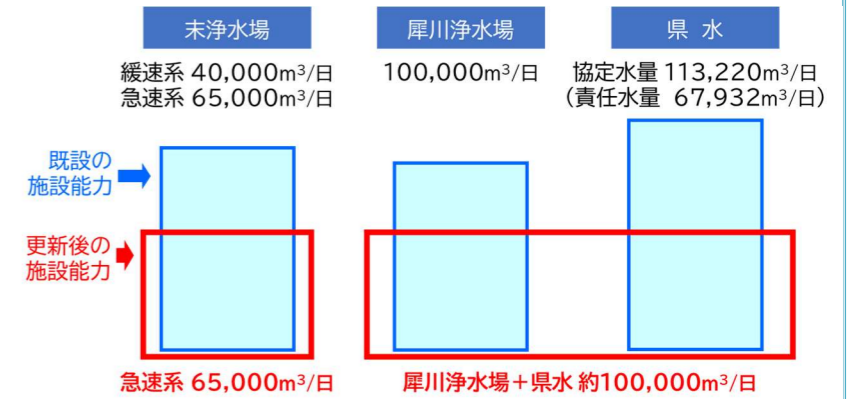 末浄水場
犀川浄水場
県 水
緩速系 40,000m³/日
急速系 65,000m³/日
100,000m³/日
協定水量 113,220m³/日
(責任水量 67,932m³/日)
既設の
施設能力
更新後の
施設能力
急速系 65,000m³/日
犀川浄水場+県水 約100,000m³/日